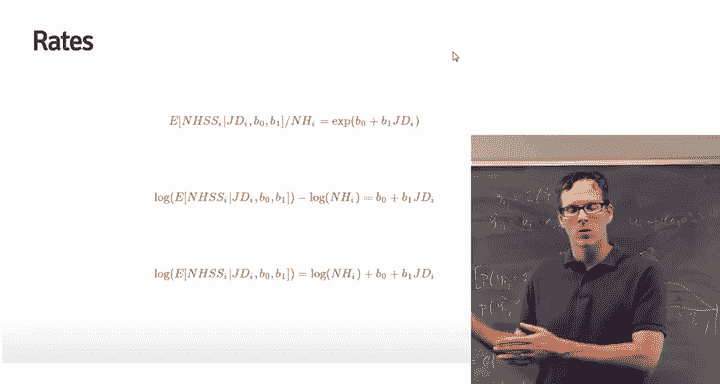 Rates
E[NHSS_i|JD_i, b_0, b_1]/NH_i = exp(b_0 + b_1JD_i)
log(E[NHSS_i|JD_i, b_0, b_1]) − log(NH_i) = b_0 + b_1JD_i
log(E[NHSS_i|JD_i, b_0, b_1]) = log(NH_i) + b_0 + b_1JD_i